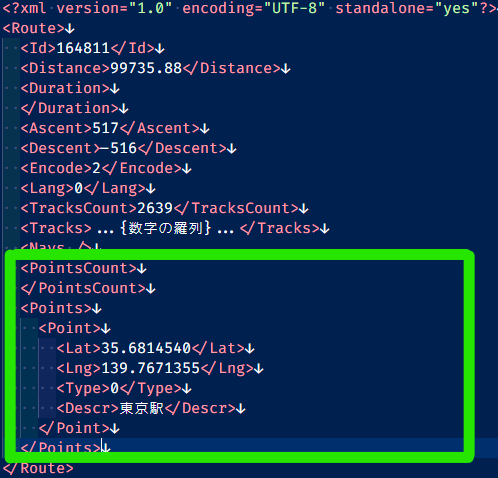 <?xml version="1.0" encoding="UTF-8" standalone="yes"?>
<Route>↓
<Id>164811</Id>↓
<Distance>99735.88</Distance>↓
<Duration>↓
</Duration>↓
<Ascent>517</Ascent>↓
<Descent>-516</Descent>↓
<Encode>2</Encode>↓
<Lang>0</Lang>↓
<TracksCount>2639</TracksCount>↓
<Tracks>...{数字の羅列}...</Tracks>↓
<Navs />↓
<PointsCount>↓
</PointsCount>↓
<Points>↓
<Point>↓
<Lat>35.6814540</Lat>↓
<Lng>139.7671355</Lng>↓
<Type>0</Type>↓
<Descr>東京駅</Descr>↓
</Point>↓
</Points>↓
</Route>